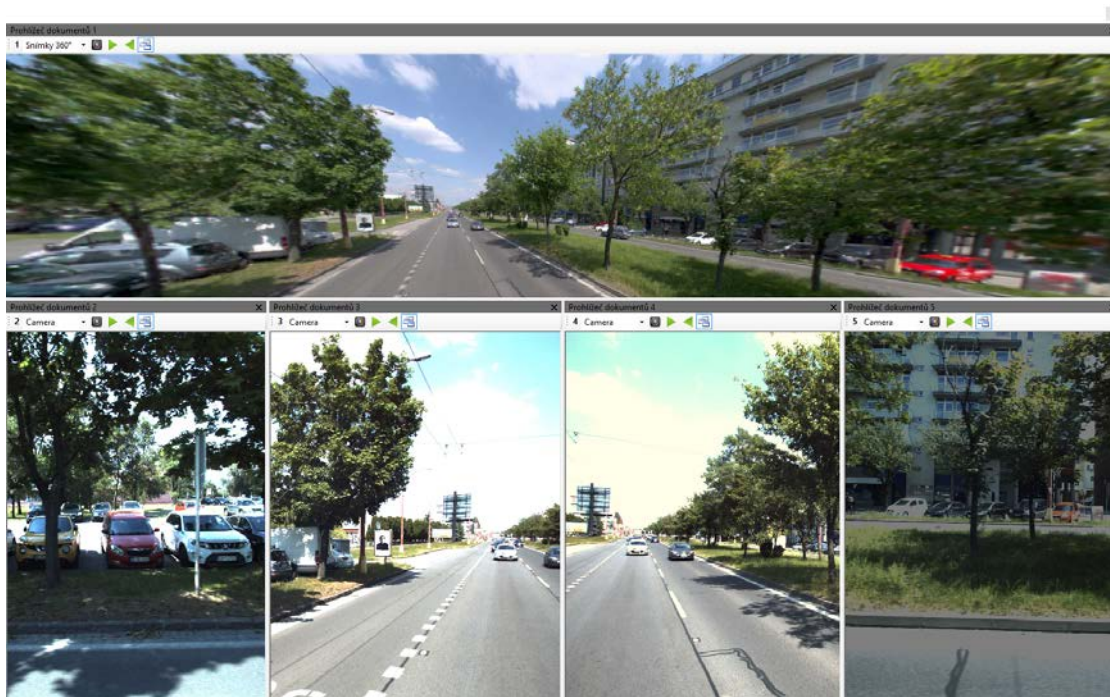 Prohlížeč dokumentů 1
1 Snímky 360°
Prohlížeč dokumentů 2
2 Camera
Prohlížeč dokumentů 3
3 Camera
Prohlížeč dokumentů 4
4 Camera
Prohlížeč dokumentů 5
5 Camera